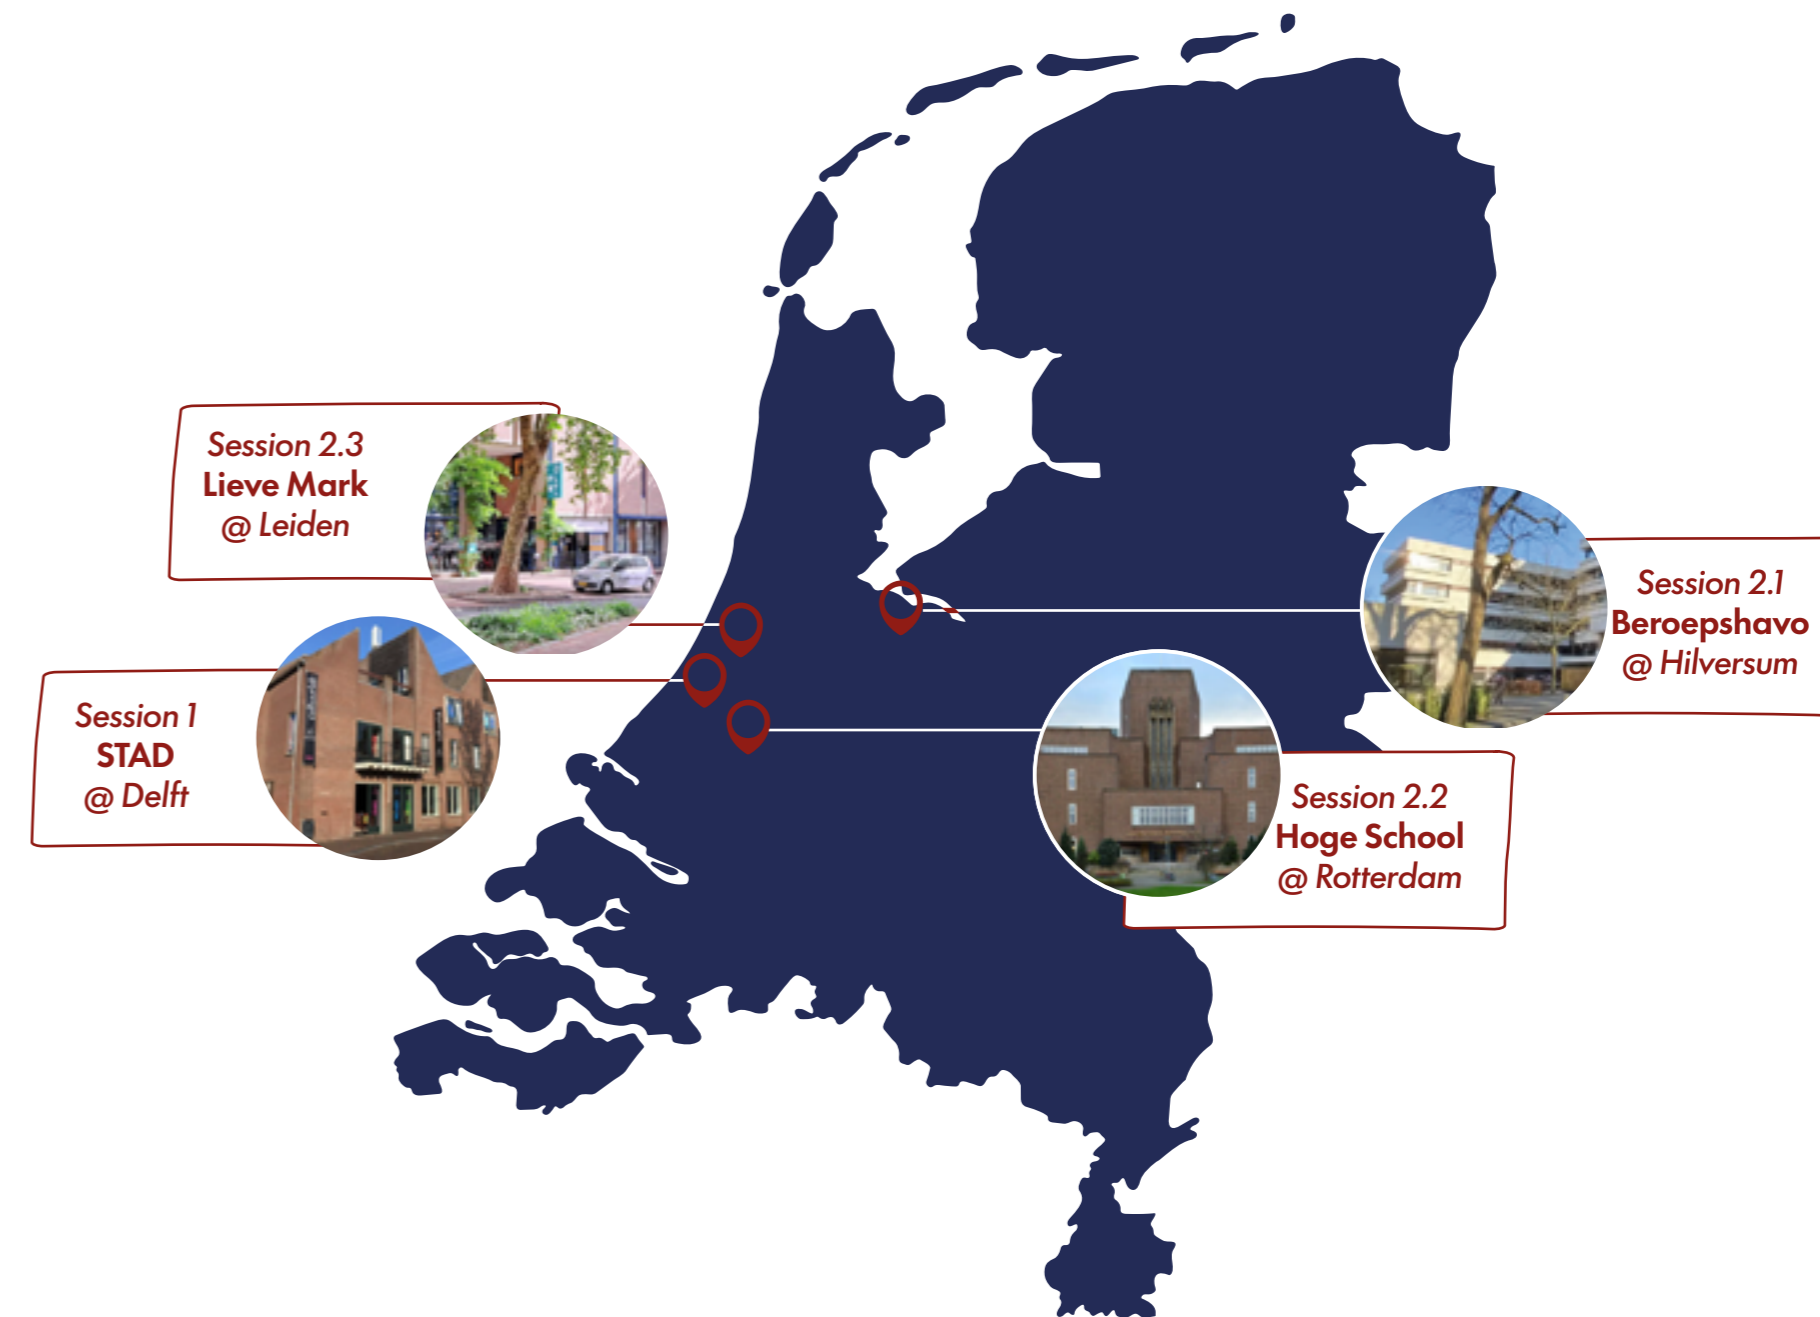 Session 2.3
Lieve Mark
@ Leiden
Session 1
STAD
@ Delft
Session 2.1
Beroepshavo
@ Hilversum
Session 2.2
Hoge School
@ Rotterdam